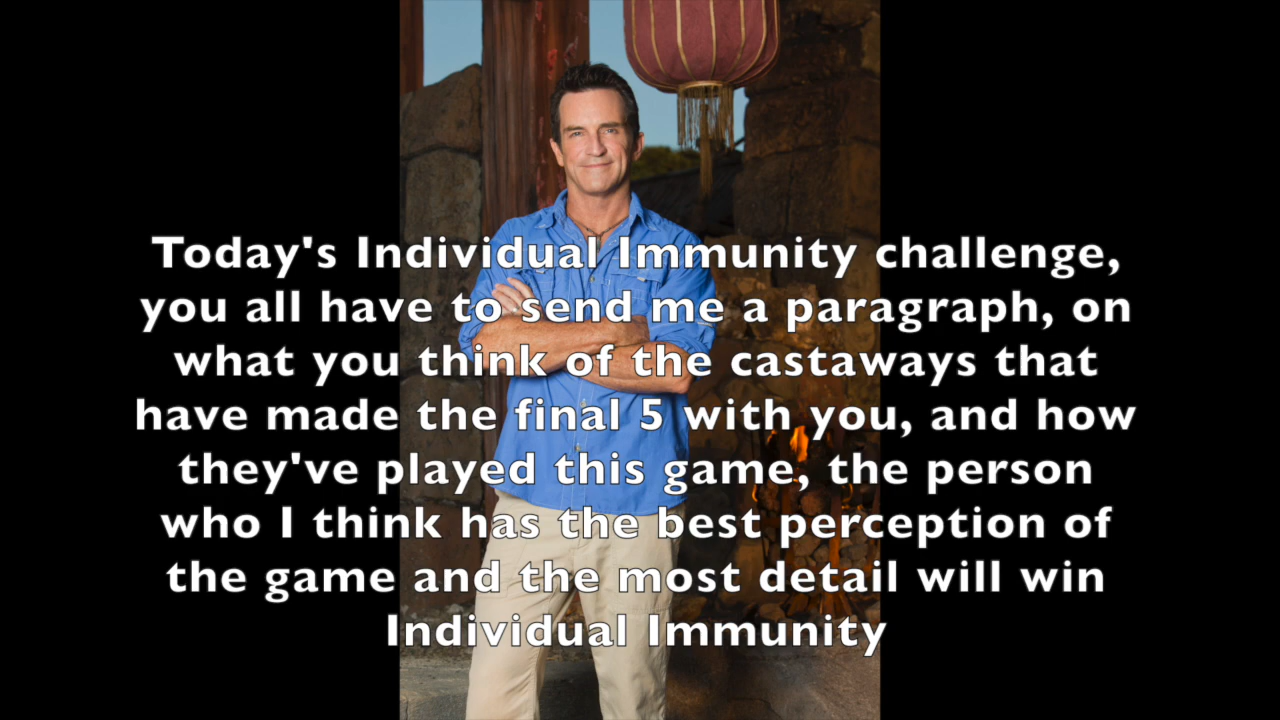 Today's Individual Immunity challenge,
you all have to send me a paragraph, on
what you think of the castaways that
have made the final 5 with you, and how
they've played this game, the person
who I think has the best perception of
the game and the most detail will win
Individual Immunity